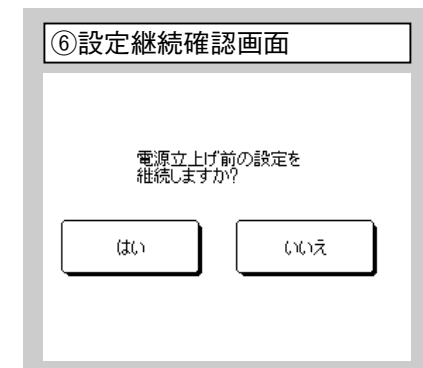 ⑥設定継続確認画面
電源立上げ前の設定を
継続しますか?
はい
いいえ